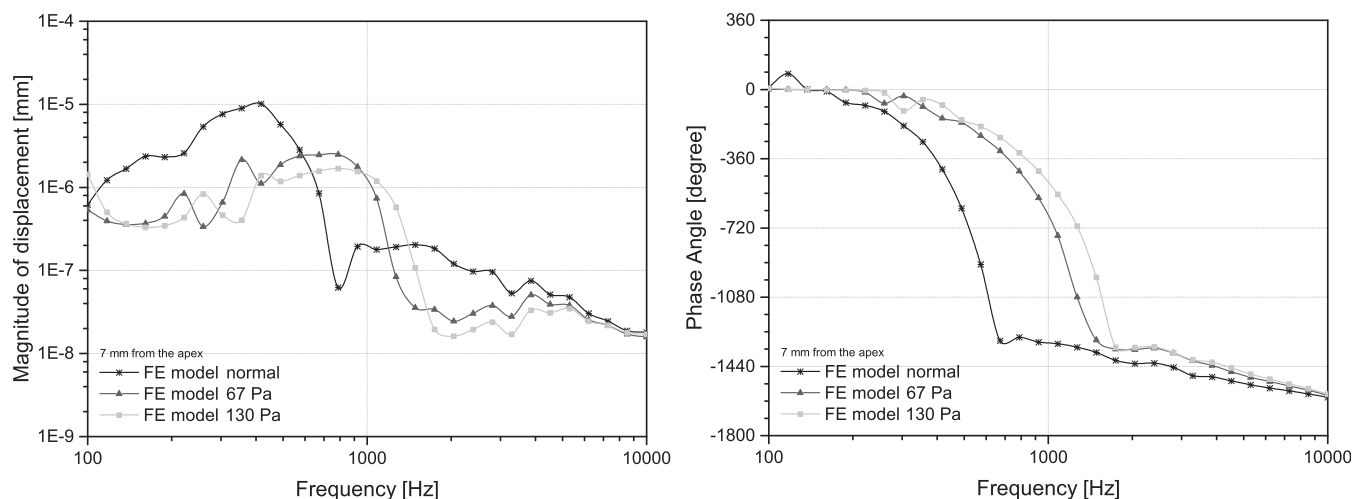 1E-4
1E-5
1E-6
1E-7
1E-8
1E-9
Magnitude of displacement [mm]
7 mm from the apex
FE model normal
FE model 67 Pa
FE model 130 Pa
100 1000 10000
Frequency [Hz]
360
0
-360
-720
-1080
-1440
-1800
Phase Angle [degree]
7 mm from the apex
FE model normal
FE model 67 Pa
FE model 130 Pa
100 1000 10000
Frequency [Hz]